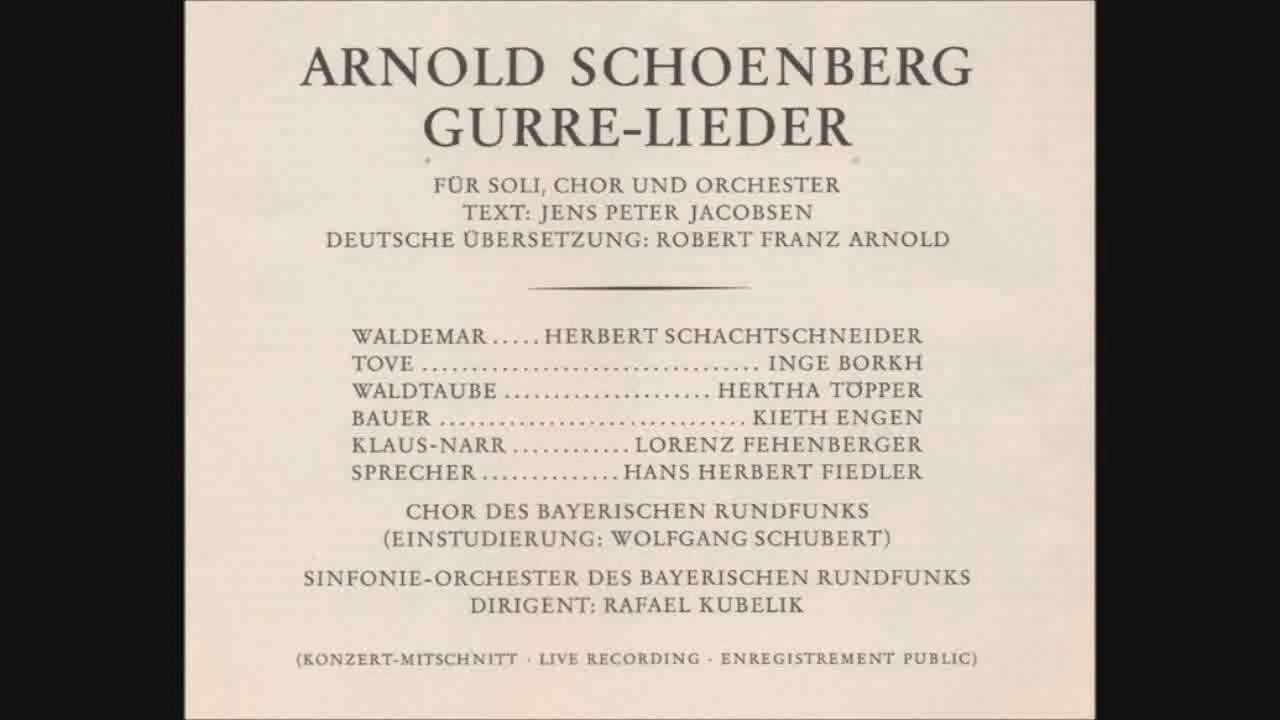 ARNOLD SCHOENBERG
GURRE-LIEDER
FÜR SOLI, CHOR UND ORCHESTER
TEXT: JENS PETER JACOBSEN
DEUTSCHE ÜBERSETZUNG: ROBERT FRANZ ARNOLD
WALDEMAR ..... HERBERT SCHACHTSCHNEIDER
TOVE .................................. INGE BORKH
WALDTAUBE ..................... HERTHA TÖPPER
BAUER ............................... KIETH ENGEN
KLAUS-NARR ............ LORENZ FEHENBERGER
SPRECHER .............. HANS HERBERT FIEDLER
CHOR DES BAYERISCHEN RUNDFUNKS
(EINSTUDIERUNG: WOLFGANG SCHUBERT)
SINFONIE-ORCHESTER DES BAYERISCHEN RUNDFUNKS
DIRIGENT: RAFAEL KUBELIK
(KONZERT-MITSCHNITT · LIVE RECORDING · ENREGISTREMENT PUBLIC)